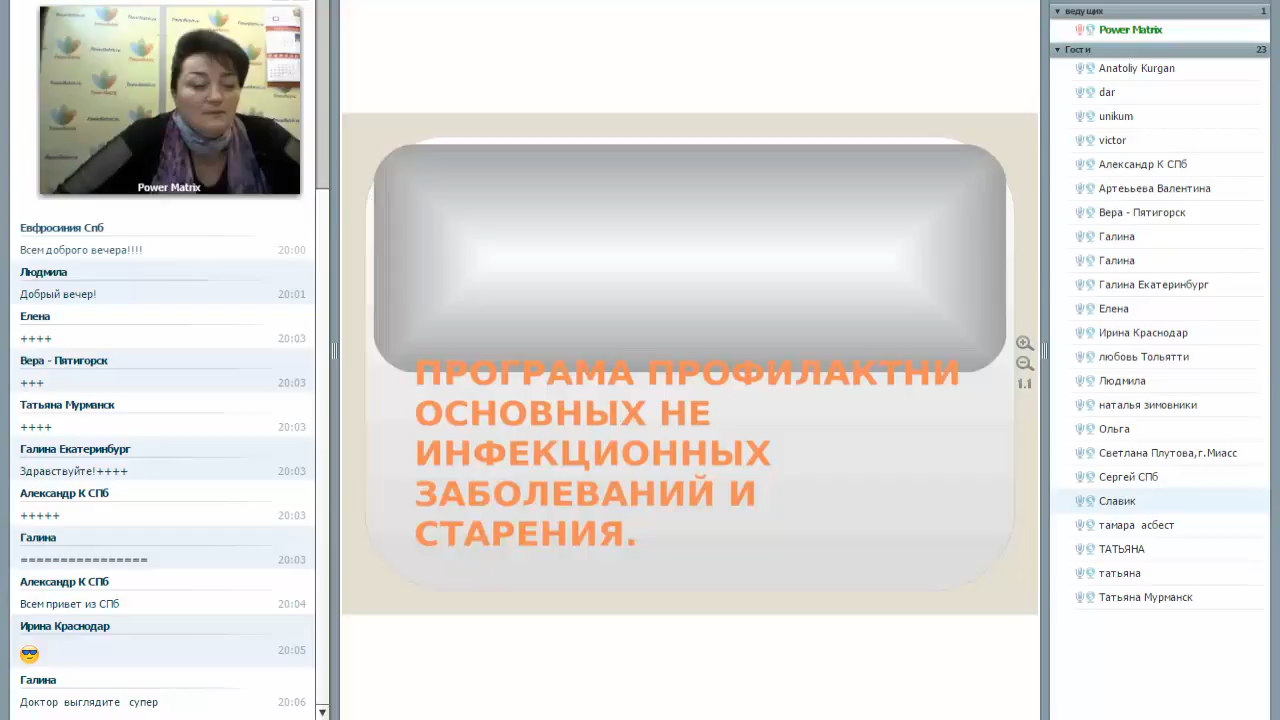 Power Matrix
Евфросиния Спб
Всем доброго вечера!!!! 20:00
Людмила
Добрый вечер! 20:01
Елена
++++ 20:03
Вера - Пятигорск
+++ 20:03
Татьяна Мурманск
++++ 20:03
Галина Екатеринбург
Здравствуйте!++++ 20:03
Александр К СПб
+++++ 20:03
Галина
================ 20:03
Александр К СПб
Всем привет из СПб 20:04
Ирина Краснодар
20:05
Галина
Доктор выглядите супер 20:06
ПРОГРАМА ПРОФИЛАКТНИ
ОСНОВНЫХ НЕ
ИНФЕКЦИОННЫХ
ЗАБОЛЕВАНИЙ И
СТАРЕНИЯ.
1.1
ведущих 1
Power Matrix
Гости 23
Anatoliy Kurgan
dar
unikum
victor
Александр К СПб
Артеььева Валентина
Вера - Пятигорск
Галина
Галина
Галина Екатеринбург
Елена
Ирина Краснодар
любовь Тольятти
Людмила
наталья зимовники
Ольга
Светлана Плутова,г.Миасс
Сергей СПб
Славик
тамара асбест
ТАТЬЯНА
татьяна
Татьяна Мурманск